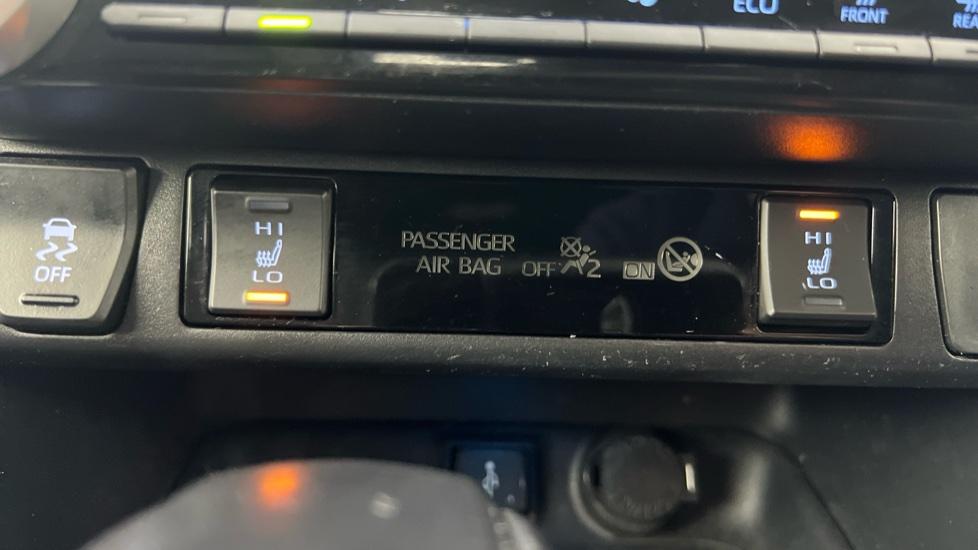 ECO
FRONT
HI
LO
OFF
PASSENGER
AIR BAG OFF 2 ON
HI
LO